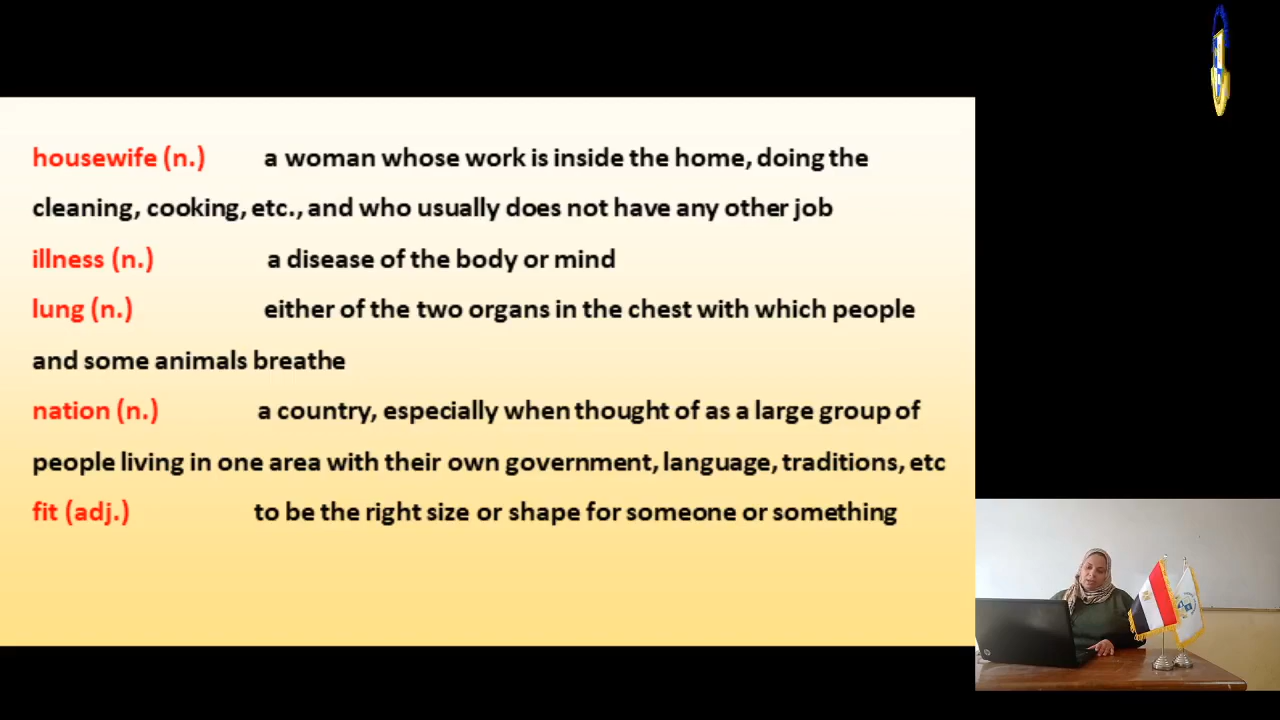 housewife (n.) a woman whose work is inside the home, doing the
cleaning, cooking, etc., and who usually does not have any other job
illness (n.) a disease of the body or mind
lung (n.) either of the two organs in the chest with which people
and some animals breathe
nation (n.) a country, especially when thought of as a large group of
people living in one area with their own government, language, traditions, etc
fit (adj.) to be the right size or shape for someone or something